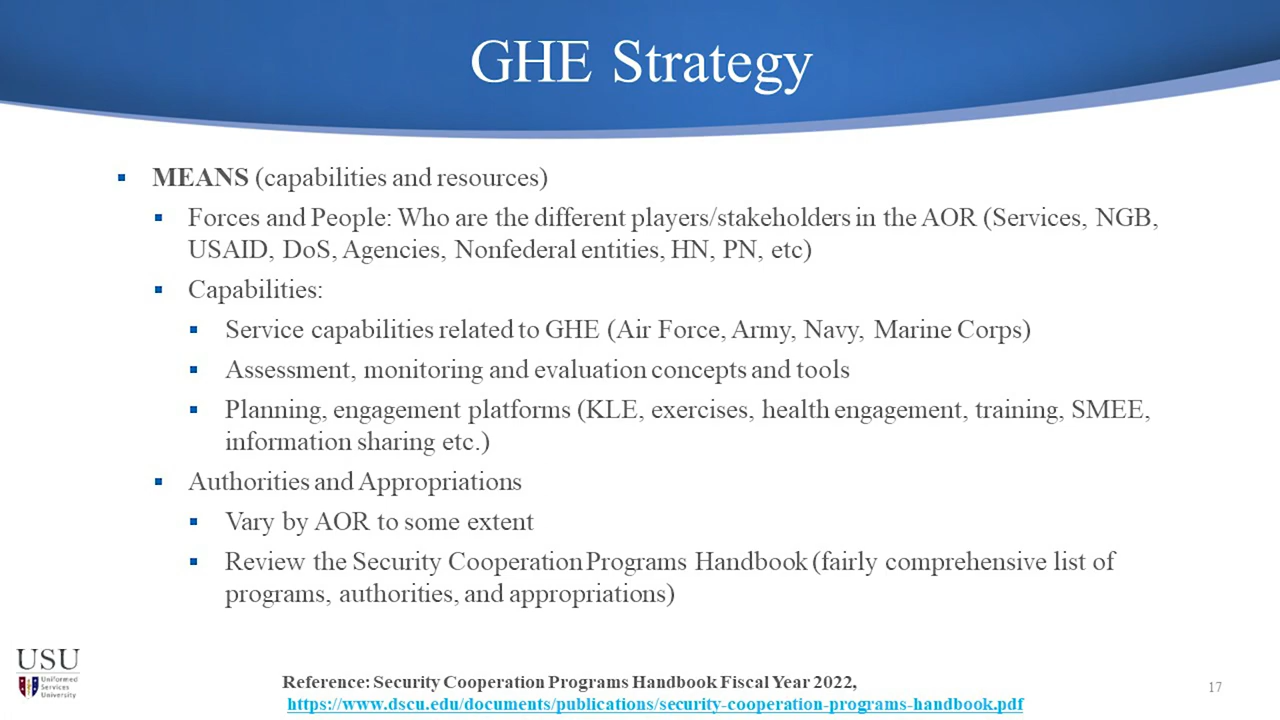 GHE Strategy
▪ MEANS (capabilities and resources)
▪ Forces and People: Who are the different players/stakeholders in the AOR (Services, NGB,
USAID, DoS, Agencies, Nonfederal entities, HN, PN, etc)
▪ Capabilities:
▪ Service capabilities related to GHE (Air Force, Army, Navy, Marine Corps)
▪ Assessment, monitoring and evaluation concepts and tools
▪ Planning, engagement platforms (KLE, exercises, health engagement, training, SMEE,
information sharing etc.)
▪ Authorities and Appropriations
▪ Vary by AOR to some extent
▪ Review the Security Cooperation Programs Handbook (fairly comprehensive list of
programs, authorities, and appropriations)
USU
Uniformed
Services
University
Reference: Security Cooperation Programs Handbook Fiscal Year 2022,
https://www.dscu.edu/documents/publications/security-cooperation-programs-handbook.pdf
17